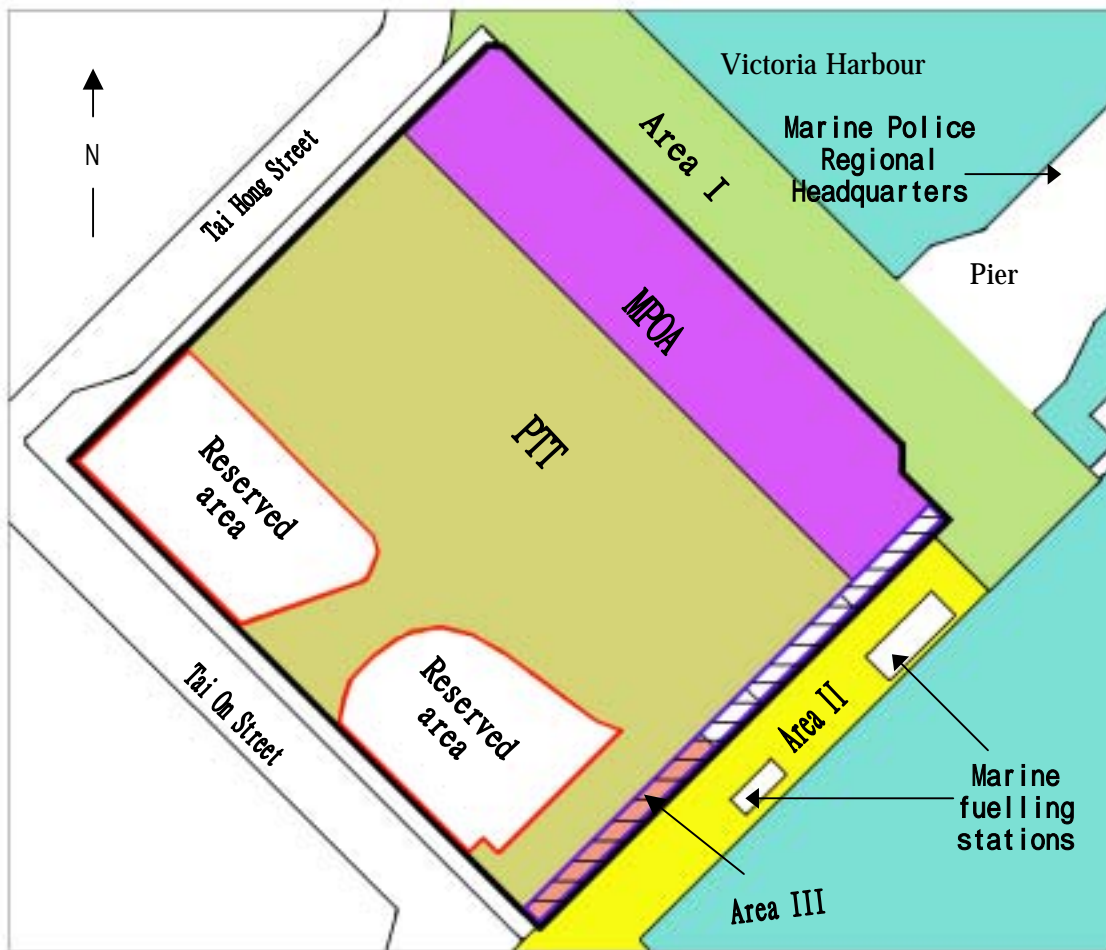 Victoria Harbour
Marine Police
Regional
Headquarters
N
Tai Hong Street
Area I
Pier
MPOA
PTT
Reserved
area
Reserved
area
Tai On Street
Area II
Marine
fuelling
stations
Area III